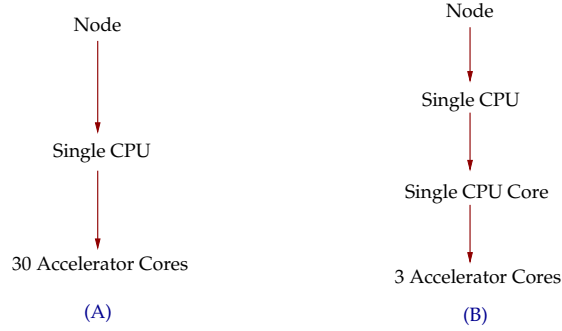 Node
Single CPU
30 Accelerator Cores
(A)
Node
Single CPU
Single CPU Core
3 Accelerator Cores
(B)